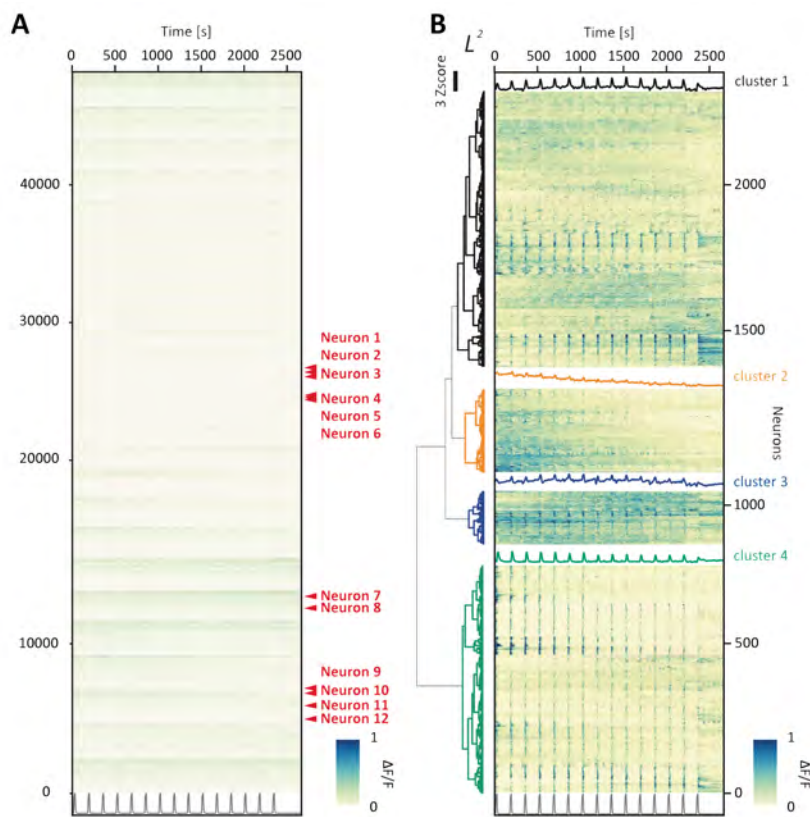 A
Time [s]
0 500 1000 1500 2000 2500
40000
30000
20000
10000
0
Neuron 1
Neuron 2
Neuron 3
Neuron 4
Neuron 5
Neuron 6
Neuron 7
Neuron 8
Neuron 9
Neuron 10
Neuron 11
Neuron 12
1
0
ΔF/F
B
Time [s]
L²
0 500 1000 1500 2000 2500
3 Zscore
cluster 1
2000
1500
cluster 2
Neurons
cluster 3
1000
cluster 4
500
0
1
0
ΔF/F